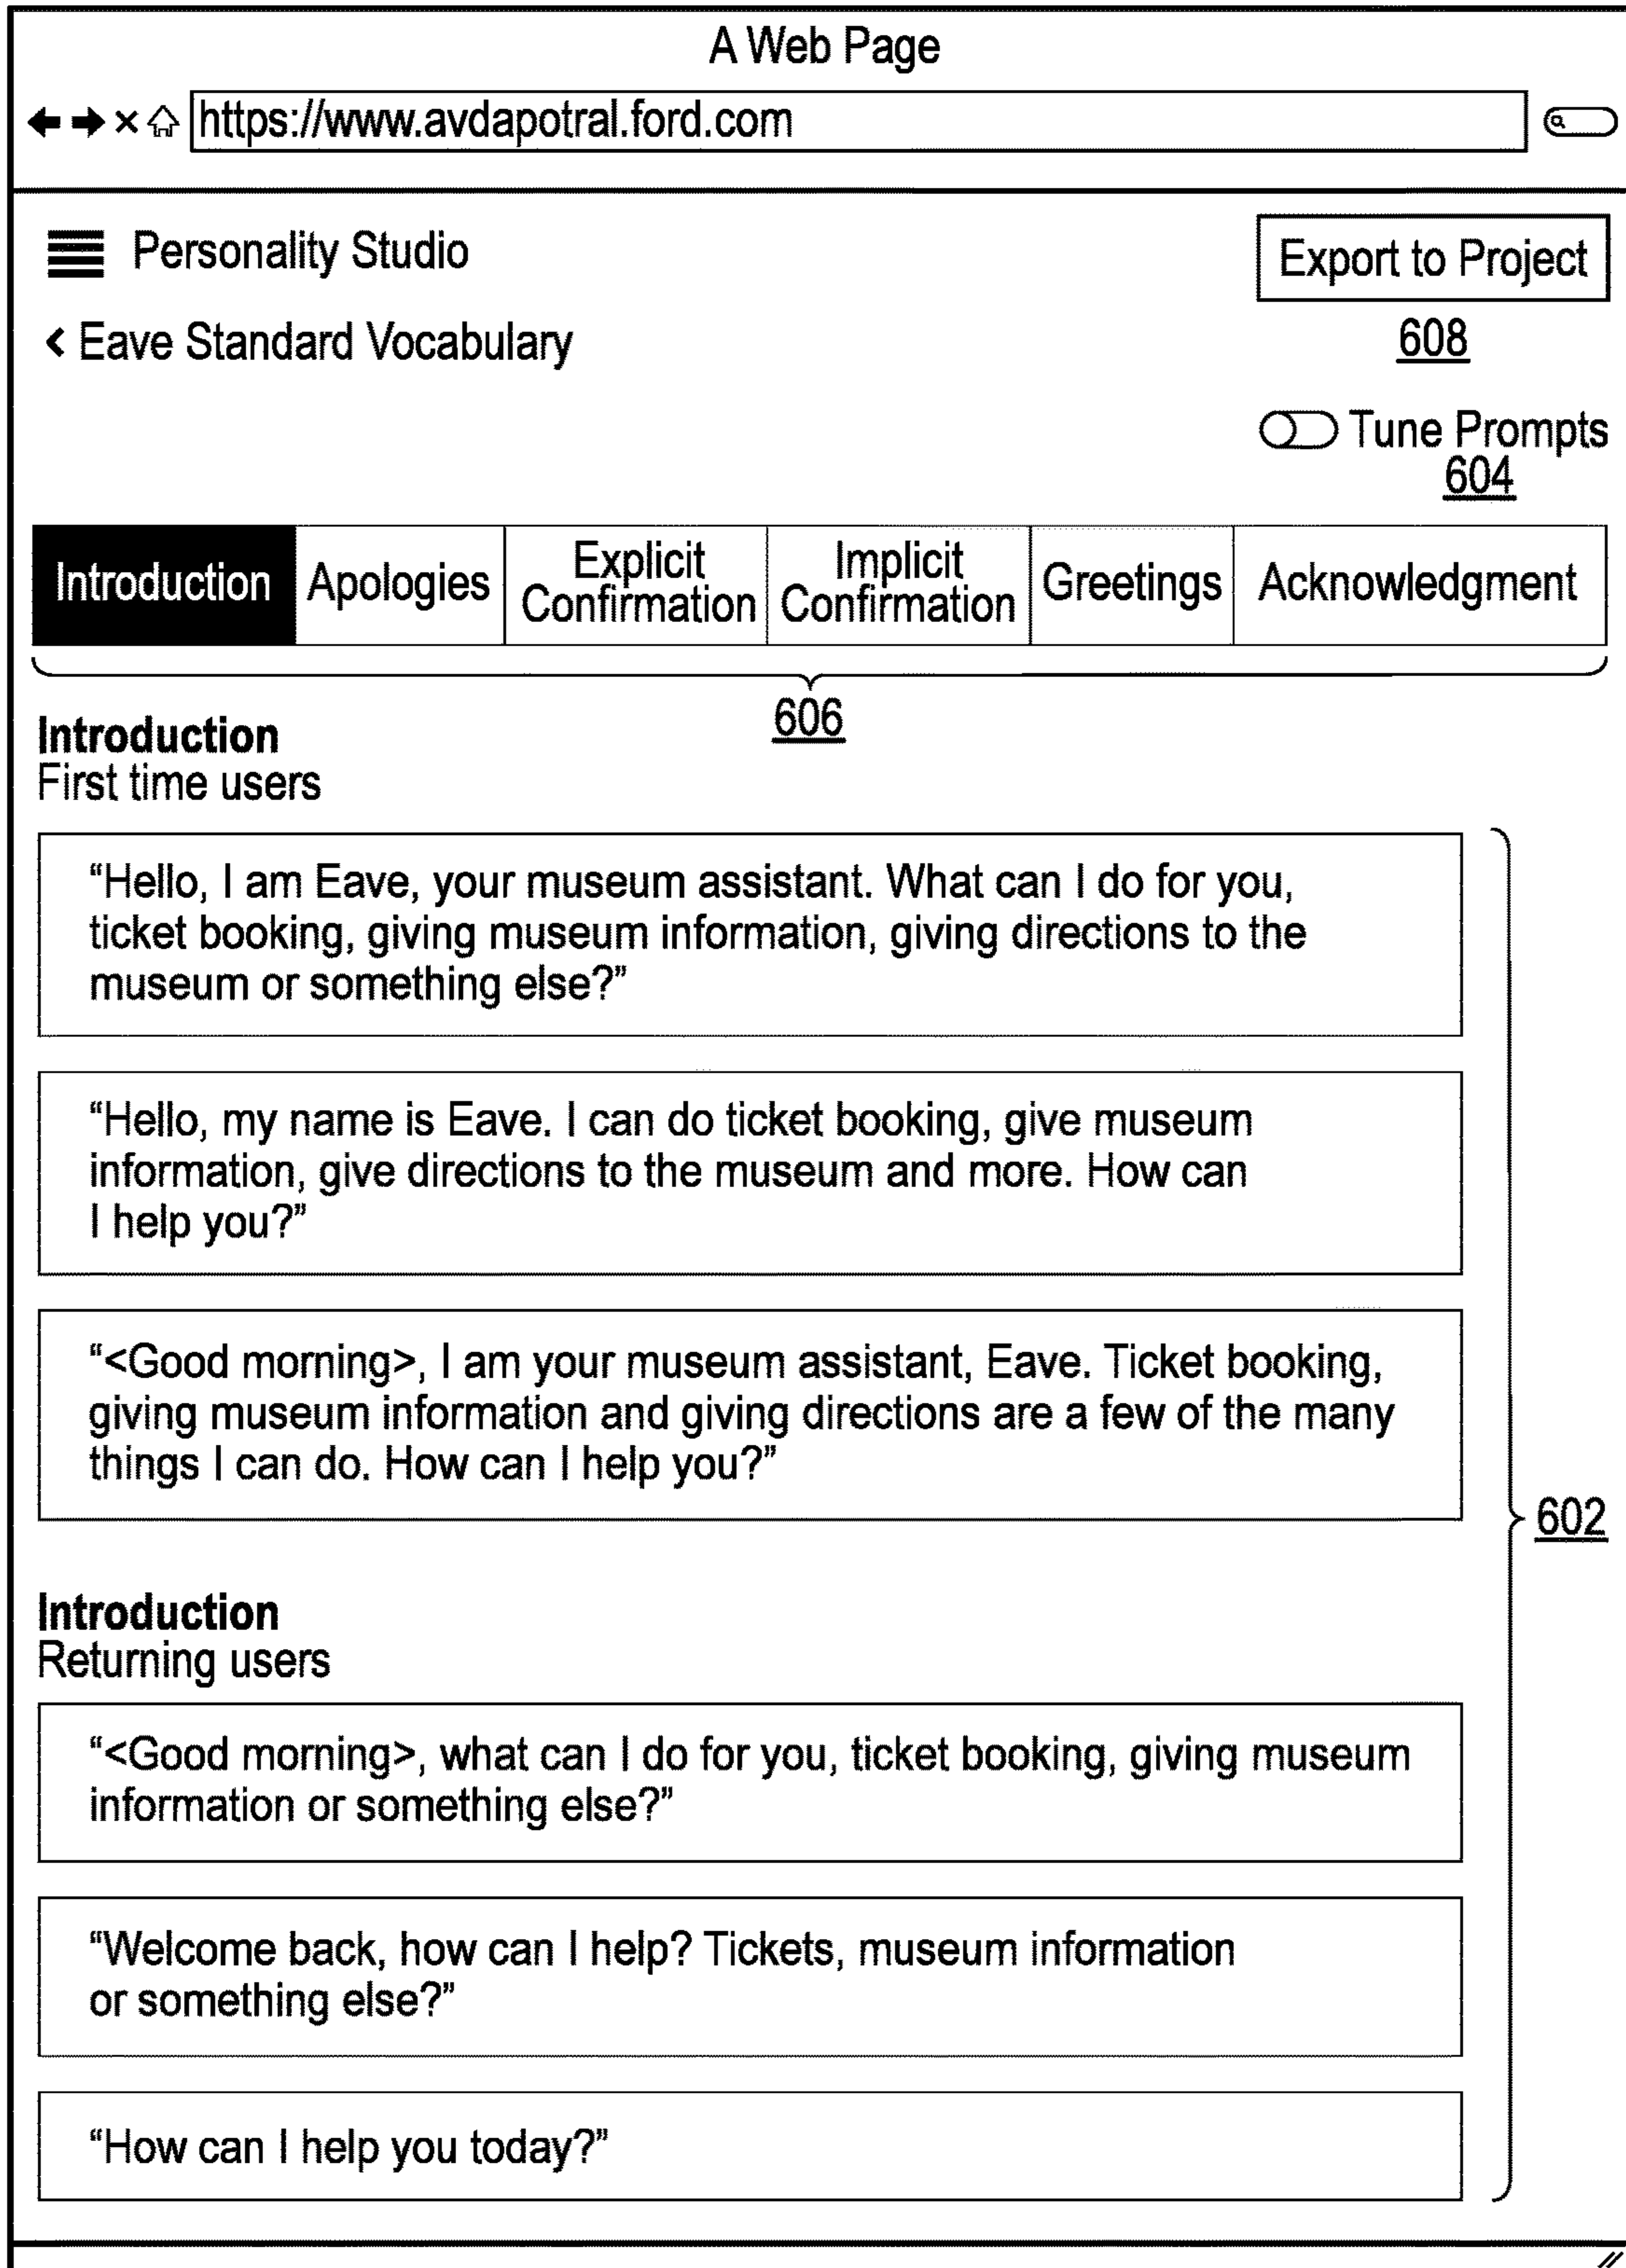 A Web Page
https://www.avdapotral.ford.com
Personality Studio
Export to Project
608
< Eave Standard Vocabulary
Tune Prompts
604
Introduction
Apologies
Explicit
Confirmation
Implicit
Confirmation
Greetings
Acknowledgment
606
Introduction
First time users
“Hello, I am Eave, your museum assistant. What can I do for you,
ticket booking, giving museum information, giving directions to the
museum or something else?”
“Hello, my name is Eave. I can do ticket booking, give museum
information, give directions to the museum and more. How can
I help you?”
“<Good morning>, I am your museum assistant, Eave. Ticket booking,
giving museum information and giving directions are a few of the many
things I can do. How can I help you?”
602
Introduction
Returning users
“<Good morning>, what can I do for you, ticket booking, giving museum
information or something else?”
“Welcome back, how can I help? Tickets, museum information
or something else?”
“How can I help you today?”